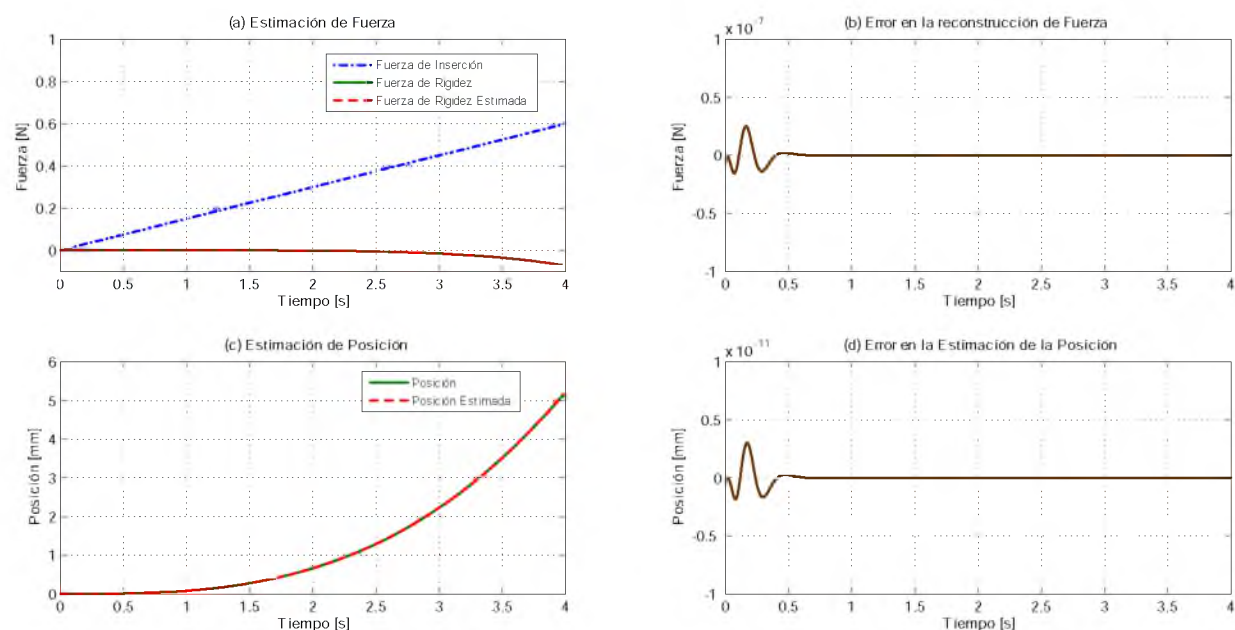 (a) Estimación de Fuerza
1
0.8
0.6
0.4
0.2
0
Fuerza [N]
Fuerza de Inserción
Fuerza de Rigidez
Fuerza de Rigidez Estimada
0 0.5 1 1.5 2 2.5 3 3.5 4
Tiempo [s]
(b) Error en la reconstrucción de Fuerza
x 10^-7
1
0.5
0
-0.5
-1
Fuerza [N]
0 0.5 1 1.5 2 2.5 3 3.5 4
Tiempo [s]
(c) Estimación de Posición
6
5
4
3
2
1
0
Posición [mm]
Posición
Posición Estimada
0 0.5 1 1.5 2 2.5 3 3.5 4
Tiempo [s]
(d) Error en la Estimación de la Posición
x 10^-11
1
0.5
0
-0.5
-1
Posición [mm]
0 0.5 1 1.5 2 2.5 3 3.5 4
Tiempo [s]